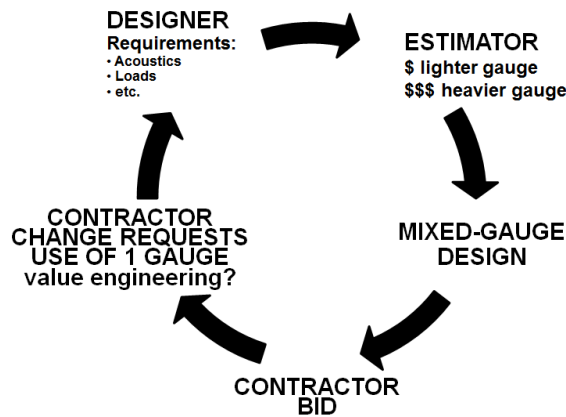 DESIGNER
Requirements:
• Acoustics
• Loads
• etc.
ESTIMATOR
$ lighter gauge
$$$ heavier gauge
MIXED-GAUGE
DESIGN
CONTRACTOR
BID
CONTRACTOR
CHANGE REQUESTS
USE OF 1 GAUGE
value engineering?